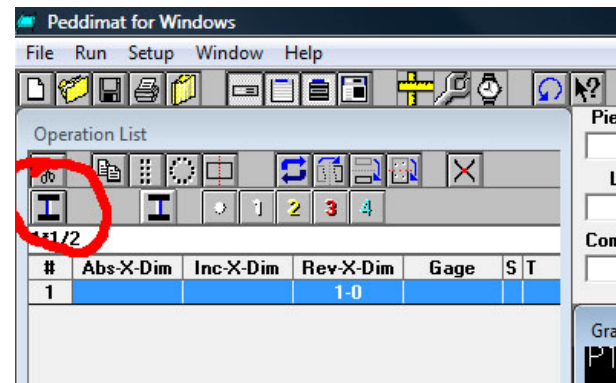 Peddimat for Windows
File Run Setup Window Help
Pie
Operation List
L
1 2 3 4
1*1/2
Com
# Abs-X-Dim Inc-X-Dim Rev-X-Dim Gage S T
1 1-0
Gra
PT